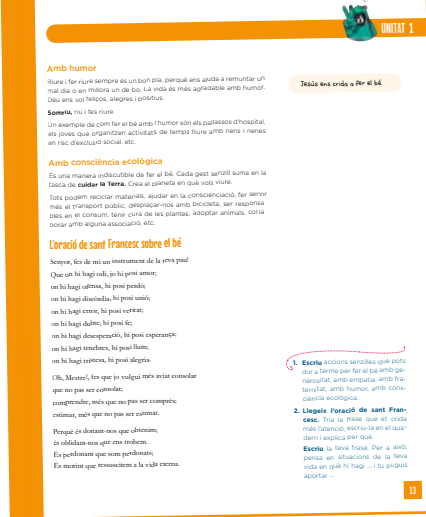 UNITAT 1
Amb humor
Riure i fer riure sempre és un bon pla, perquè ens ajuda a remuntar un
mal dia o en millora un de bo. La vida és més agradable amb humor.
Déu ens vol feliços, alegres i positius.
Somriu, riu i fes riure
Un exemple de com fer el bé amb l'humor són els pallassos d'hospital,
els joves que organitzen activitats de temps lliure amb nens i nenes
en risc d'exclusió social, etc.
Amb consciència ecològica
És una manera indiscutible de fer el bé. Cada gest senzill suma en la
tasca de cuidar la Terra. Crea el planeta en què vols viure.
Tots podem reciclar materials, ajudar en la conscienciació, fer servir
més el transport públic, desplaçar-nos amb bicicleta, ser responsa-
bles en el consum, tenir cura de les plantes, adoptar animals, col·la-
borar amb alguna associació, etc.
L'oració de sant Francesc sobre el bé
Senyor, fes de mi un instrument de la teva pau!
Que on hi hagi odi, jo hi posi amor;
on hi hagi ofensa, hi posi perdó;
on hi hagi discòrdia, hi posi unió;
on hi hagi error, hi posi veritat;
on hi hagi dubte, hi posi fe;
on hi hagi desesperació, hi posi esperança;
on hi hagi tenebres, hi posi llum;
on hi hagi tristesa, hi posi alegria.
Oh, Mestre!, fes que jo vulgui més aviat consolar
que no pas ser consolat;
comprendre, més que no pas ser comprès;
estimar, més que no pas ser estimat.
Perquè és donant-nos que obtenim;
és oblidant-nos que ens trobem.
És perdonant que som perdonats;
És morint que ressuscitem a la vida eterna.
Jesús ens crida a fer el bé.
1. Escriu accions senzilles que pots
dur a terme per fer el bé amb ge-
nerositat, amb empatia, amb fra-
ternitat, amb humor, amb cons-
ciència ecològica.
2. Llegeix l'oració de sant Fran-
cesc. Tria la frase que et crida
més l'atenció, escriu-la en el qua-
dern i explica per què.
Escriu la teva frase. Per a això,
pensa en situacions de la teva
vida en què hi hagi ... i tu puguis
aportar ...
13